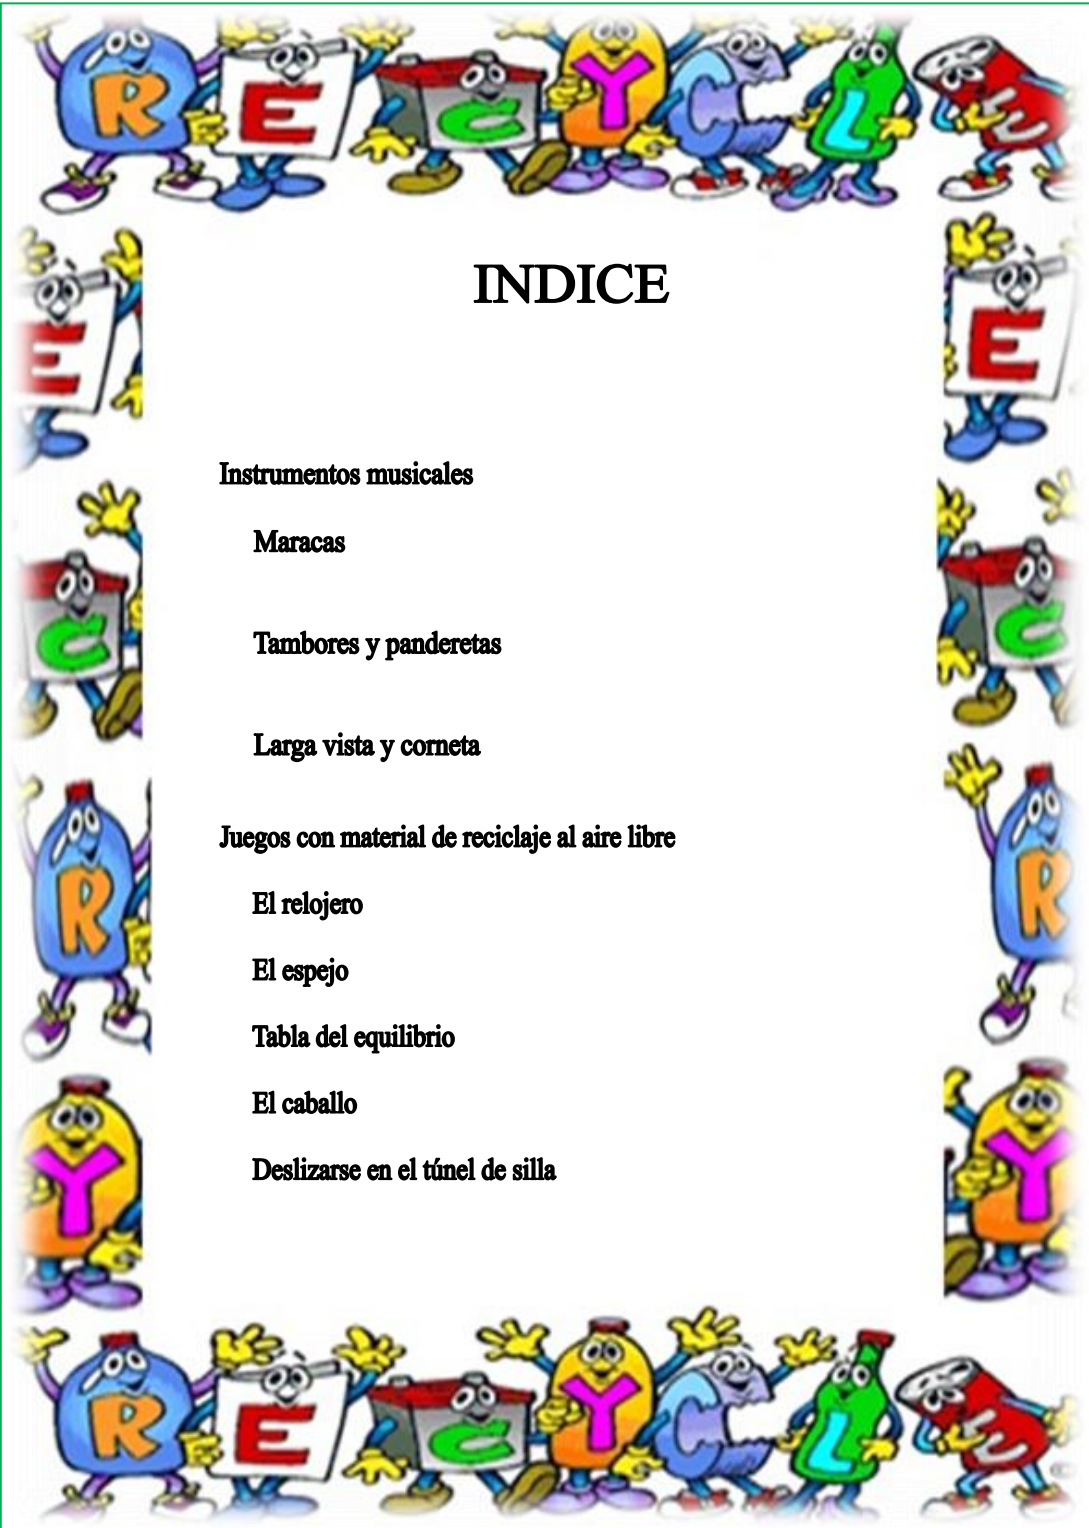 R E C Y C L E
INDICE
E E
Instrumentos musicales
Maracas
C C
Tambores y panderetas
Larga vista y corneta
Juegos con material de reciclaje al aire libre
R R
El relojero
El espejo
Tabla del equilibrio
El caballo
Y Y
Deslizarse en el túnel de silla
R E C Y C L E